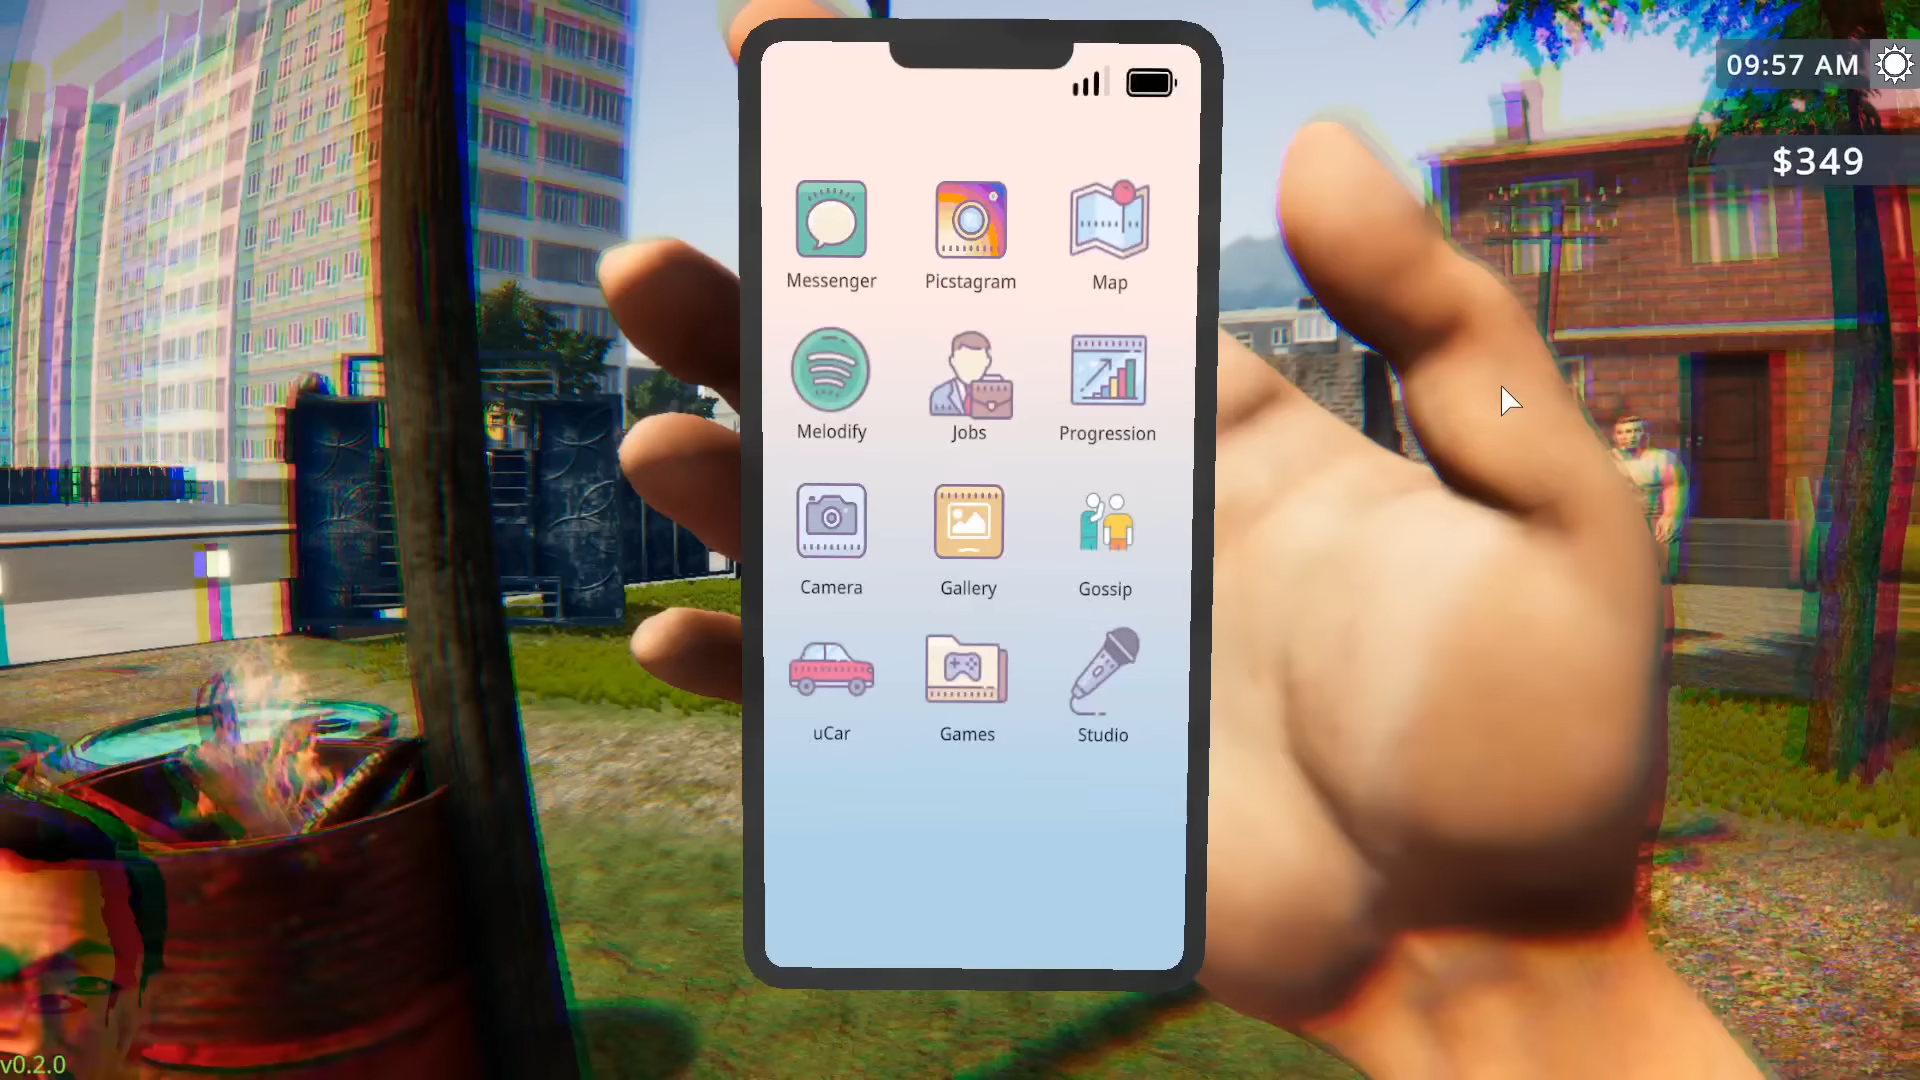 09:57 AM
$349
Messenger
Picstagram
Map
Melodify
Jobs
Progression
Camera
Gallery
Gossip
uCar
Games
Studio
v0.2.0